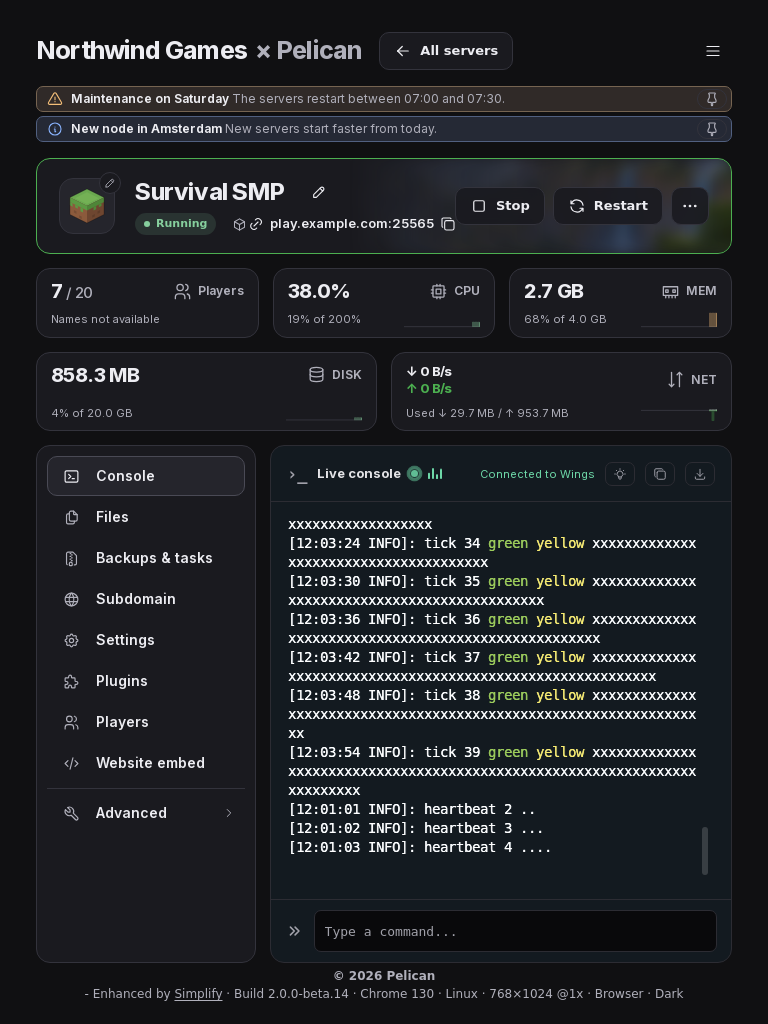 Northwind Games × Pelican
All servers
Maintenance on Saturday The servers restart between 07:00 and 07:30.
New node in Amsterdam New servers start faster from today.
Survival SMP
Running
play.example.com:25565
Stop
Restart
7 / 20
Players
Names not available
38.0%
CPU
19% of 200%
2.7 GB
MEM
68% of 4.0 GB
858.3 MB
DISK
4% of 20.0 GB
↓ 0 B/s
↑ 0 B/s
NET
Used ↓ 29.7 MB / ↑ 953.7 MB
Console
Files
Backups & tasks
Subdomain
Settings
Plugins
Players
Website embed
Advanced
Live console
Connected to Wings
xxxxxxxxxxxxxxxxxx
[12:03:24 INFO]: tick 34 green yellow xxxxxxxxxxxxx
xxxxxxxxxxxxxxxxxxxxxxxxx
[12:03:30 INFO]: tick 35 green yellow xxxxxxxxxxxxx
xxxxxxxxxxxxxxxxxxxxxxxxxxxxxxxx
[12:03:36 INFO]: tick 36 green yellow xxxxxxxxxxxxx
xxxxxxxxxxxxxxxxxxxxxxxxxxxxxxxxxxxxxxx
[12:03:42 INFO]: tick 37 green yellow xxxxxxxxxxxxx
xxxxxxxxxxxxxxxxxxxxxxxxxxxxxxxxxxxxxxxxxxxxxx
[12:03:48 INFO]: tick 38 green yellow xxxxxxxxxxxxx
xxxxxxxxxxxxxxxxxxxxxxxxxxxxxxxxxxxxxxxxxxxxxxxxxxx
xx
[12:03:54 INFO]: tick 39 green yellow xxxxxxxxxxxxx
xxxxxxxxxxxxxxxxxxxxxxxxxxxxxxxxxxxxxxxxxxxxxxxxxxx
xxxxxxxxx
[12:01:01 INFO]: heartbeat 2 ..
[12:01:02 INFO]: heartbeat 3 ...
[12:01:03 INFO]: heartbeat 4 ....
Type a command...
© 2026 Pelican
- Enhanced by Simplify · Build 2.0.0-beta.14 · Chrome 130 · Linux · 768×1024 @1x · Browser · Dark